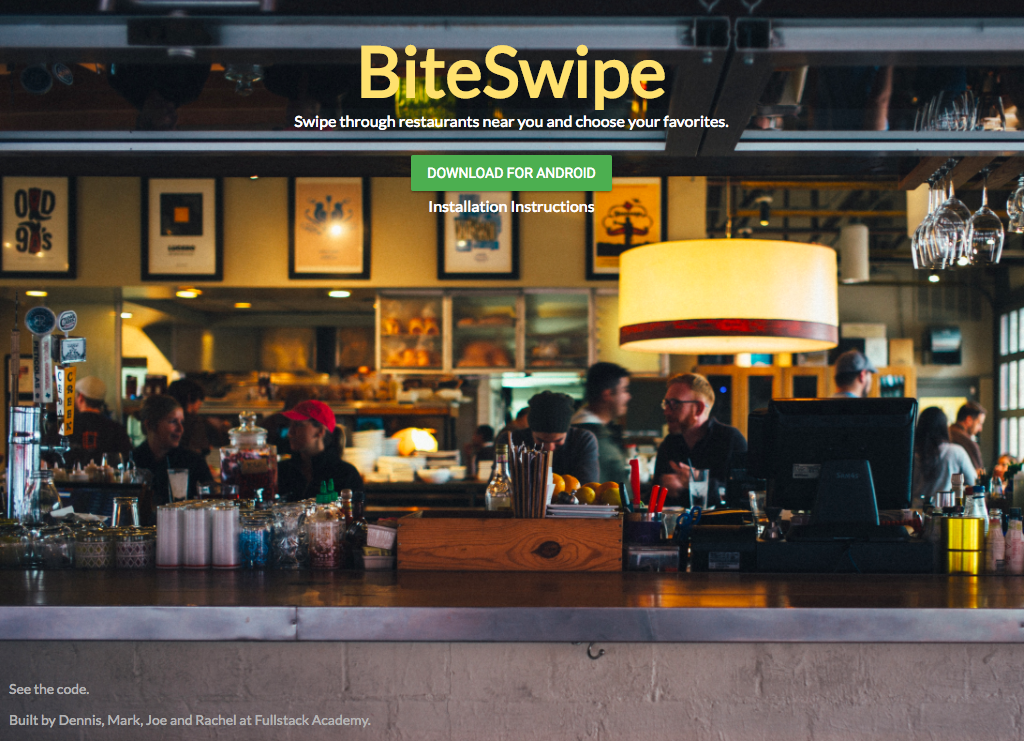 BiteSwipe
Swipe through restaurants near you and choose your favorites.
DOWNLOAD FOR ANDROID
Installation Instructions
OLD
97's
See the code.
Built by Dennis, Mark, Joe and Rachel at Fullstack Academy.